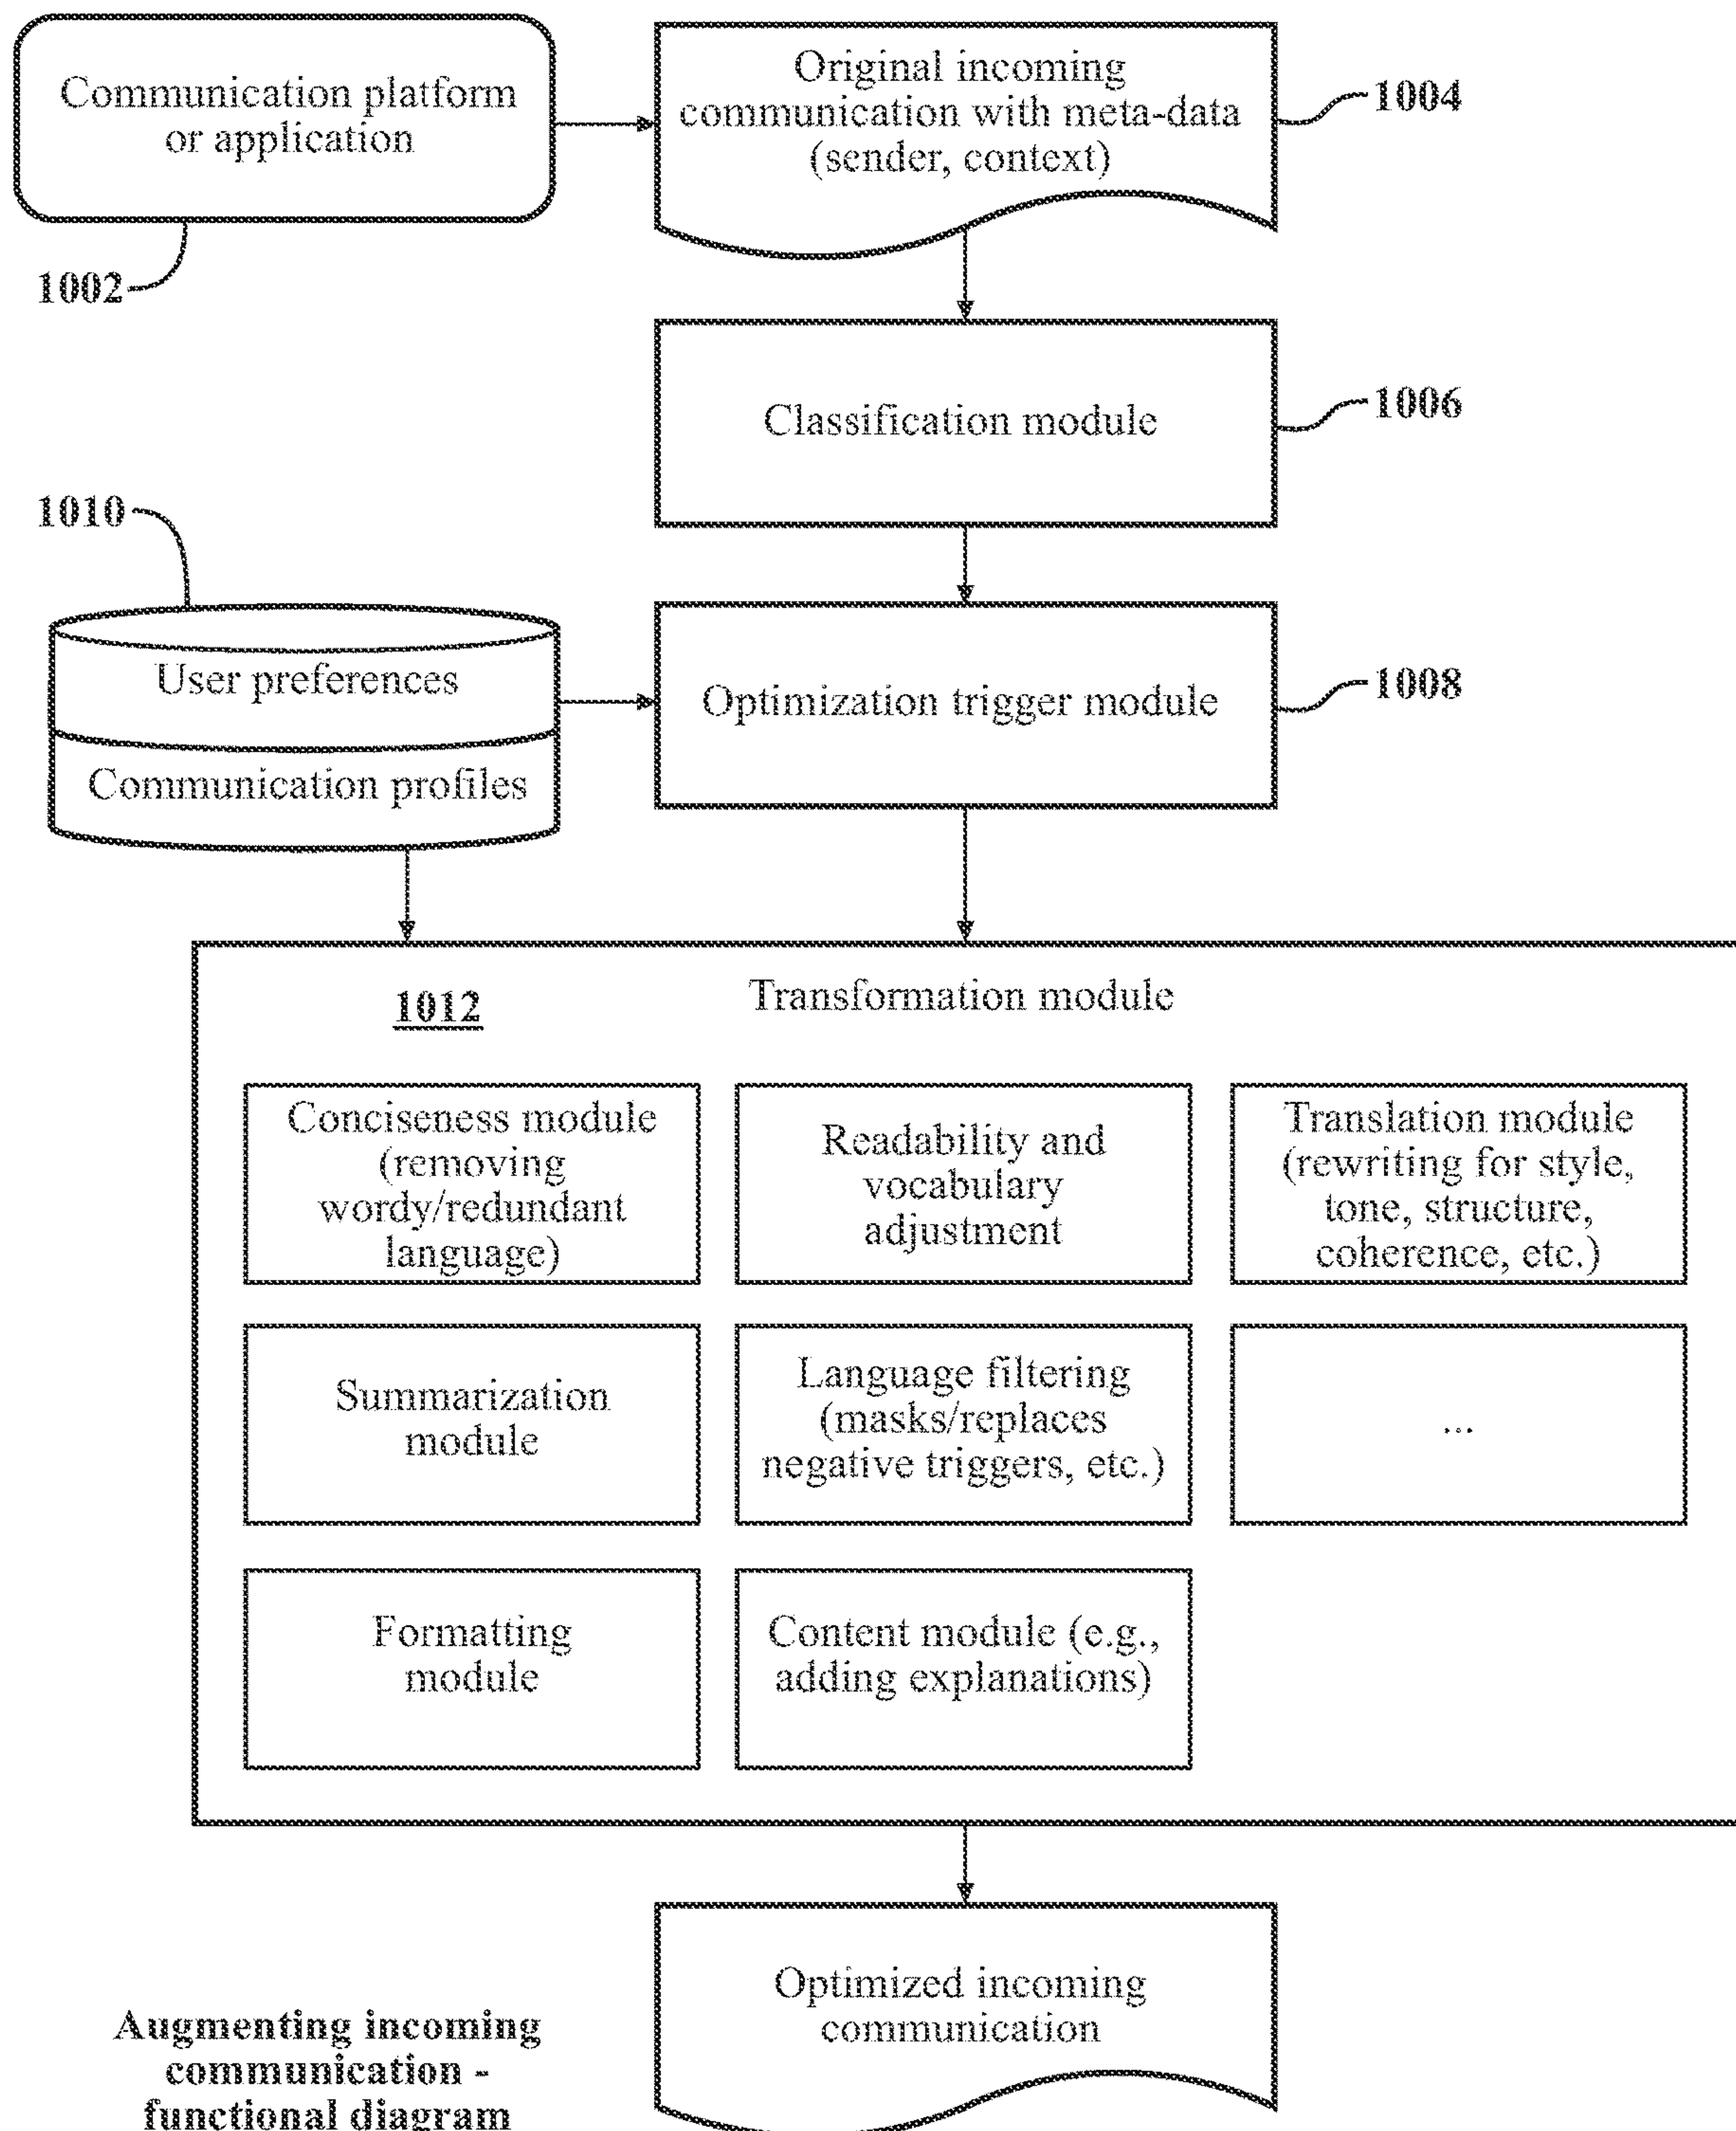 Communication platform
or application
1002
Original incoming
communication with meta-data
(sender, context)
1004
Classification module
1006
1010
User preferences
Communication profiles
Optimization trigger module
1008
1012
Transformation module
Conciseness module
(removing
wordy/redundant
language)
Readability and
vocabulary
adjustment
Translation module
(rewriting for style,
tone, structure,
coherence, etc.)
Summarization
module
Language filtering
(masks/replaces
negative triggers, etc.)
...
Formatting
module
Content module (e.g.,
adding explanations)
Optimized incoming
communication
Augmenting incoming
communication -
functional diagram